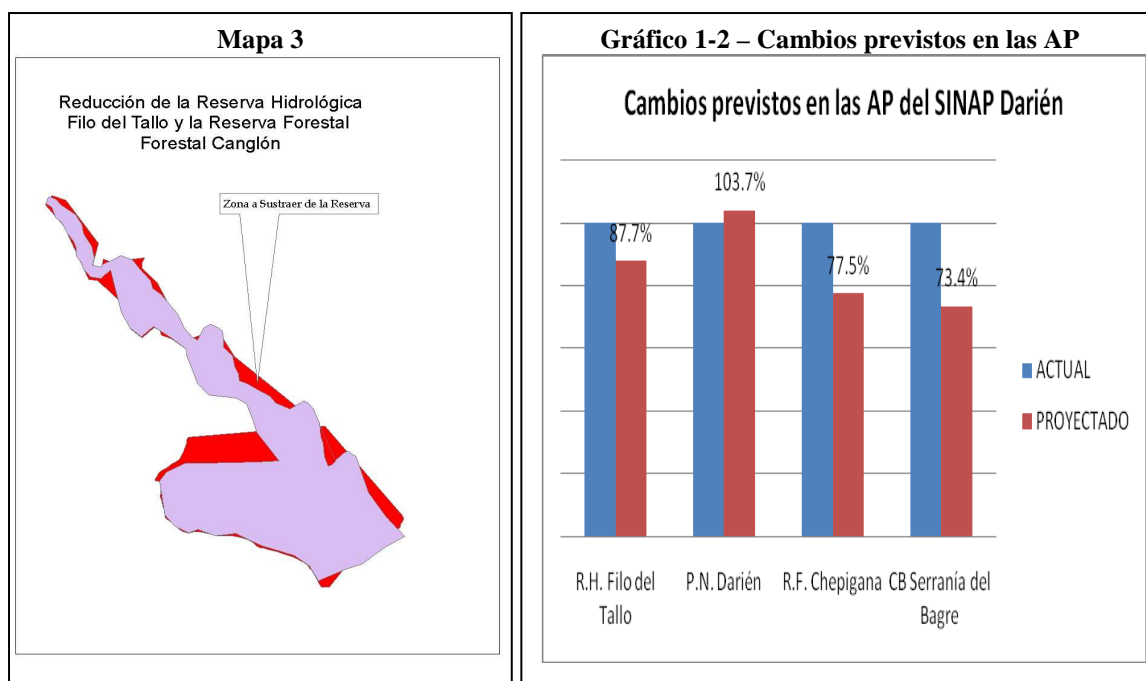 Mapa 3
Reducción de la Reserva Hidrológica
Filo del Tallo y la Reserva Forestal
Forestal Canglón
Zona a Sustraer de la Reserva
Gráfico 1-2 – Cambios previstos en las AP
Cambios previstos en las AP del SINAP Darién
103.7%
87.7%
77.5%
73.4%
ACTUAL
PROYECTADO
R.H. Filo del
Tallo
P.N. Darién
R.F. Chepigana
CB Serranía del
Bagre